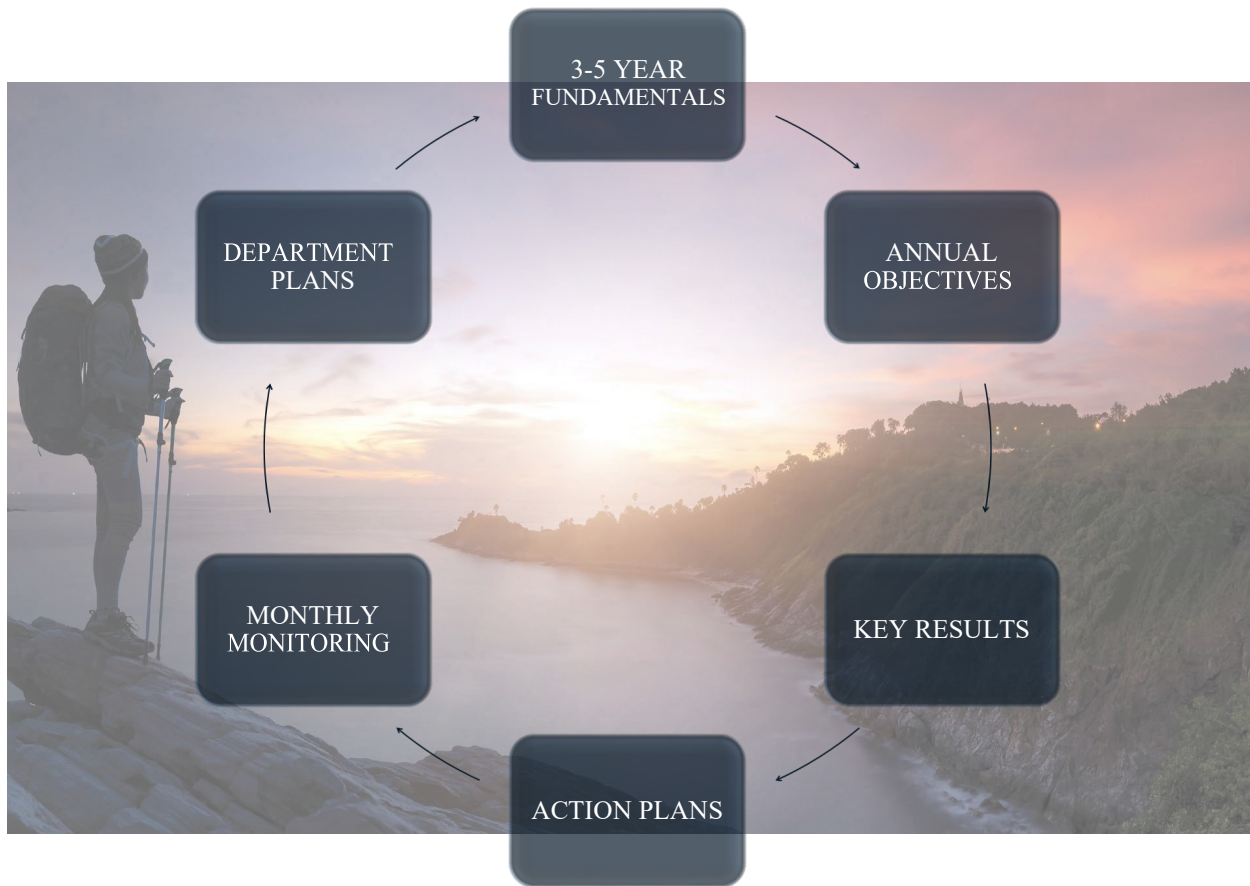 3-5 YEAR
FUNDAMENTALS
ANNUAL
OBJECTIVES
KEY RESULTS
ACTION PLANS
MONTHLY
MONITORING
DEPARTMENT
PLANS